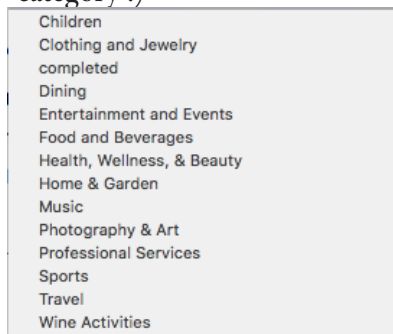 category .)
Children
Clothing and Jewelry
completed
Dining
Entertainment and Events
Food and Beverages
Health, Wellness, & Beauty
Home & Garden
Music
Photography & Art
Professional Services
Sports
Travel
Wine Activities